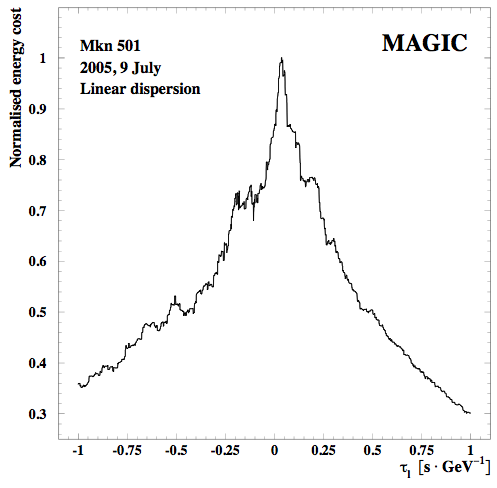 Normalised energy cost
Mkn 501
2005, 9 July
Linear dispersion
MAGIC
1
0.9
0.8
0.7
0.6
0.5
0.4
0.3
-1 -0.75 -0.5 -0.25 0 0.25 0.5 0.75 1
τl [s · GeV⁻¹]